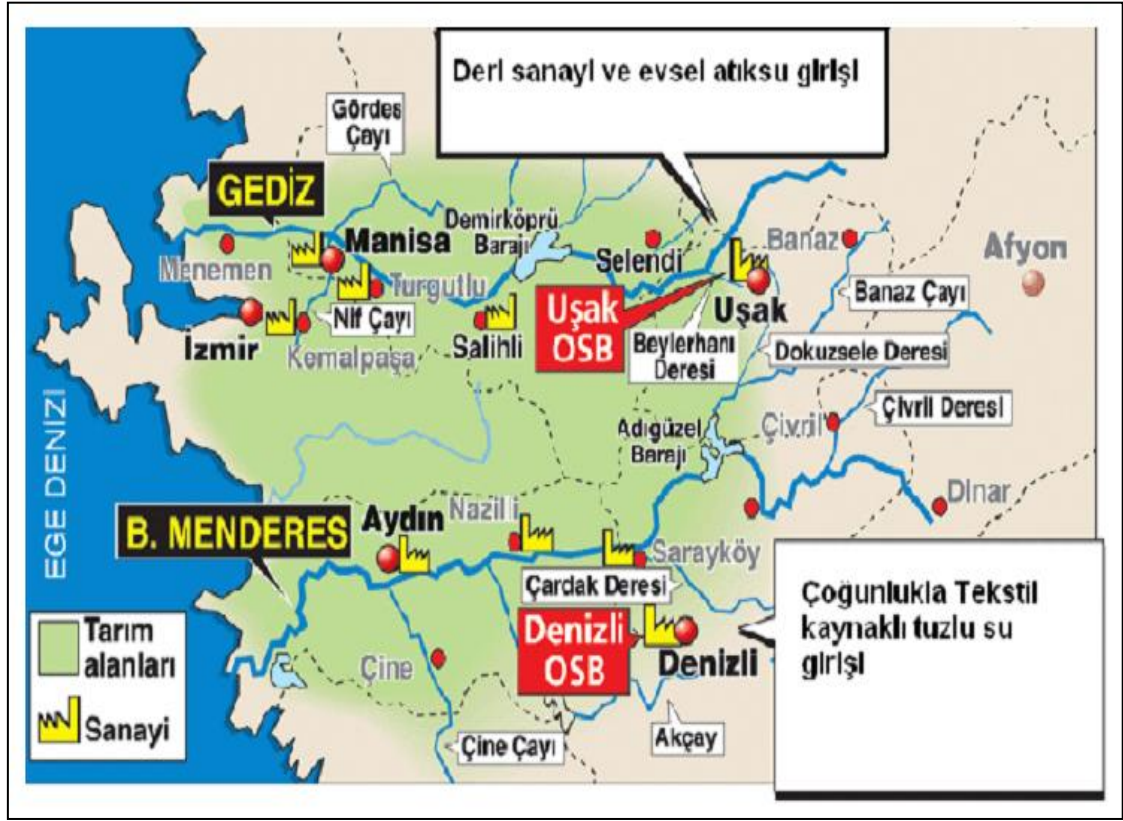 Deri sanayi ve evsel atıksu girişi
Gördes
Çayı
GEDİZ
Manisa
Menemen
Demirköprü
Barajı
Selendi
Banaz
Afyon
Turgutlu
Uşak
Banaz Çayı
İzmir
Nif Çayı
Kemalpaşa
Salihli
Uşak
OSB
Beylerhanı
Deresi
Dokuzsele Deresi
Çivril Deresi
Çivril
Adıgüzel
Barajı
EGE DENİZİ
B. MENDERES
Aydın
Nazilli
Dinar
Sarayköy
Çardak Deresi
Denizli
OSB
Denizli
Çoğunlukla Tekstil
kaynaklı tuzlu su
girişi
Tarım
alanları
Sanayi
Çine
Çine Çayı
Akçay